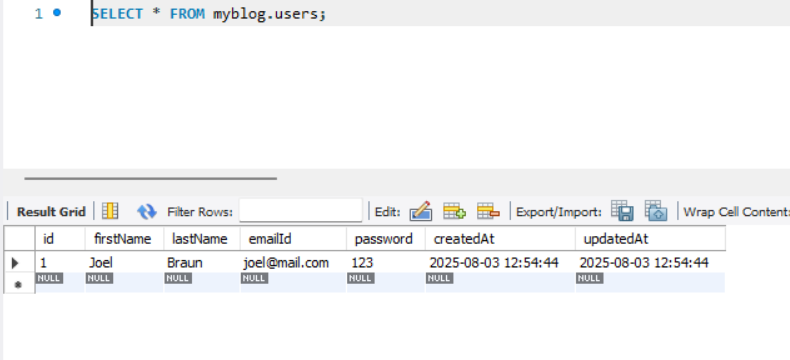 1 SELECT * FROM myblog.users;
Result Grid Filter Rows: Edit: Export/Import: Wrap Cell Content:
id firstName lastName emailId password createdAt updatedAt
1 Joel Braun joel@mail.com 123 2025-08-03 12:54:44 2025-08-03 12:54:44
NULL NULL NULL NULL NULL NULL NULL